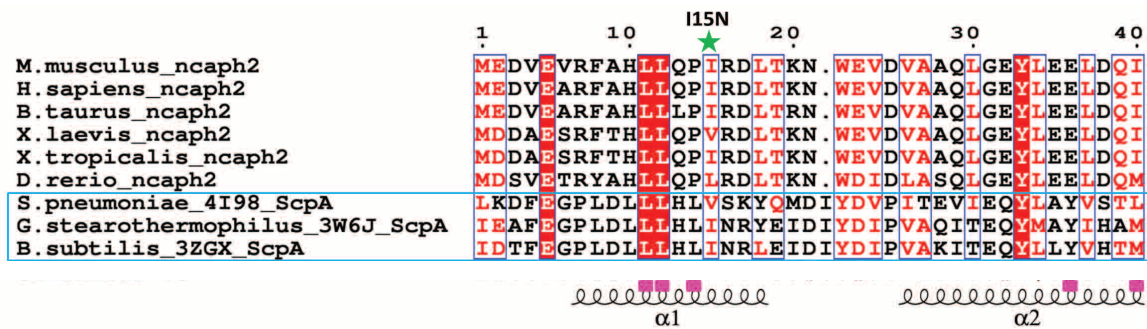 I15N
1 10 20 30 40
M.musculus_ncaph2 MEDVEVRFAHLLQPIRDLTKN.WEVDVAAQLGEYLEELDQI
H.sapiens_ncaph2 MEDVEARFAHLLQPIRDLTKN.WEVDVAAQLGEYLEELDQI
B.taurus_ncaph2 MEDVEARFAHLLLPIRDLTRN.WEVDVAAQLGEYLEELDQI
X.laevis_ncaph2 MDDAESRFTHLLQPVRDLTKN.WEVDVAAQLGEYLEELDQI
X.tropicalis_ncaph2 MDDAESRFTHLLQPIRDLTKN.WEVDVAAQLGEYLEELDQI
D.rerio_ncaph2 MDSVETRYAHLLQPLRDLTKN.WDIDLASQLGEYLEELDQM
S.pneumoniae_4I98_ScpA LKDFEGPLDLLLHLVSKYQMDIYDVPITEVIEQYLAYVSTL
G.stearothermophilus_3W6J_ScpA IEAFEGPLDLLLHLINRYEIDIYDIPVAQITEQYMAYIHAM
B.subtilis_3ZGX_ScpA IDTFEGPLDLLLHLINRLEIDIYDIPVAKITEQYLLYVHTM
α1 α2